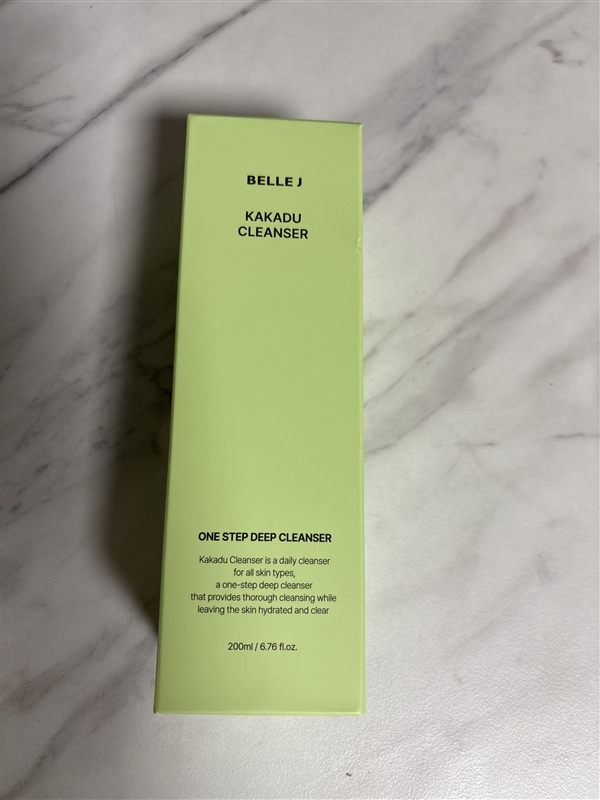 BELLE J
KAKADU
CLEANSER
ONE STEP DEEP CLEANSER
Kakadu Cleanser is a daily cleanser
for all skin types,
a one-step deep cleanser
that provides thorough cleansing while
leaving the skin hydrated and clear
200ml / 6.76 fl.oz.